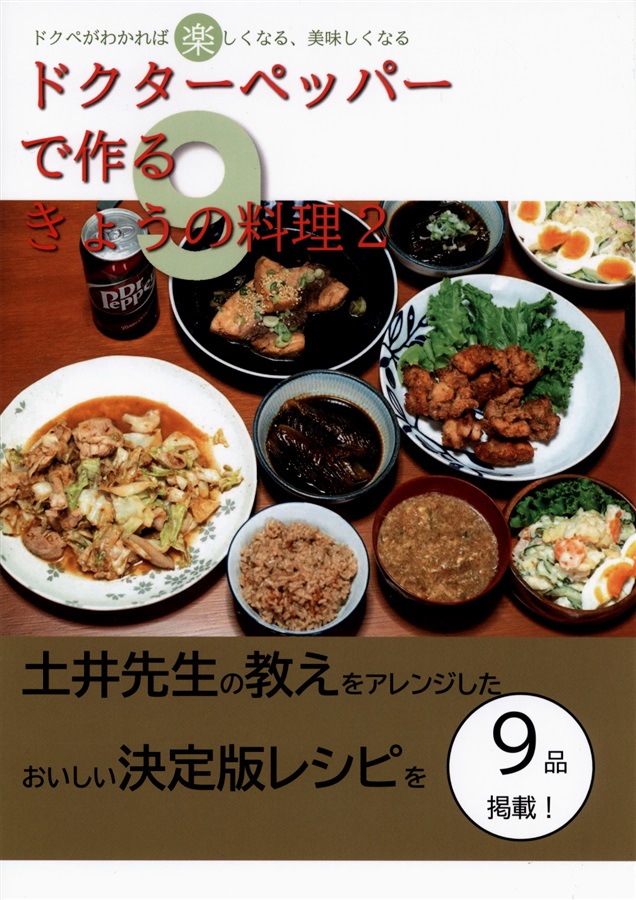 ドクペがわかれば楽しくなる、美味しくなる
ドクターペッパー
で作る
9
きょうの料理2
Dr
Pepper
土井先生の教えをアレンジした
おいしい決定版レシピを
9品
掲載！